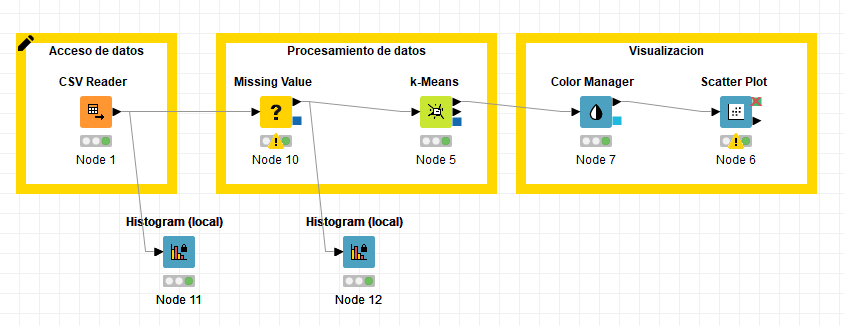 Acceso de datos
Procesamiento de datos
Visualizacion
CSV Reader
Missing Value
k-Means
Color Manager
Scatter Plot
?
Node 1
Node 10
Node 5
Node 7
Node 6
Histogram (local)
Histogram (local)
Node 11
Node 12